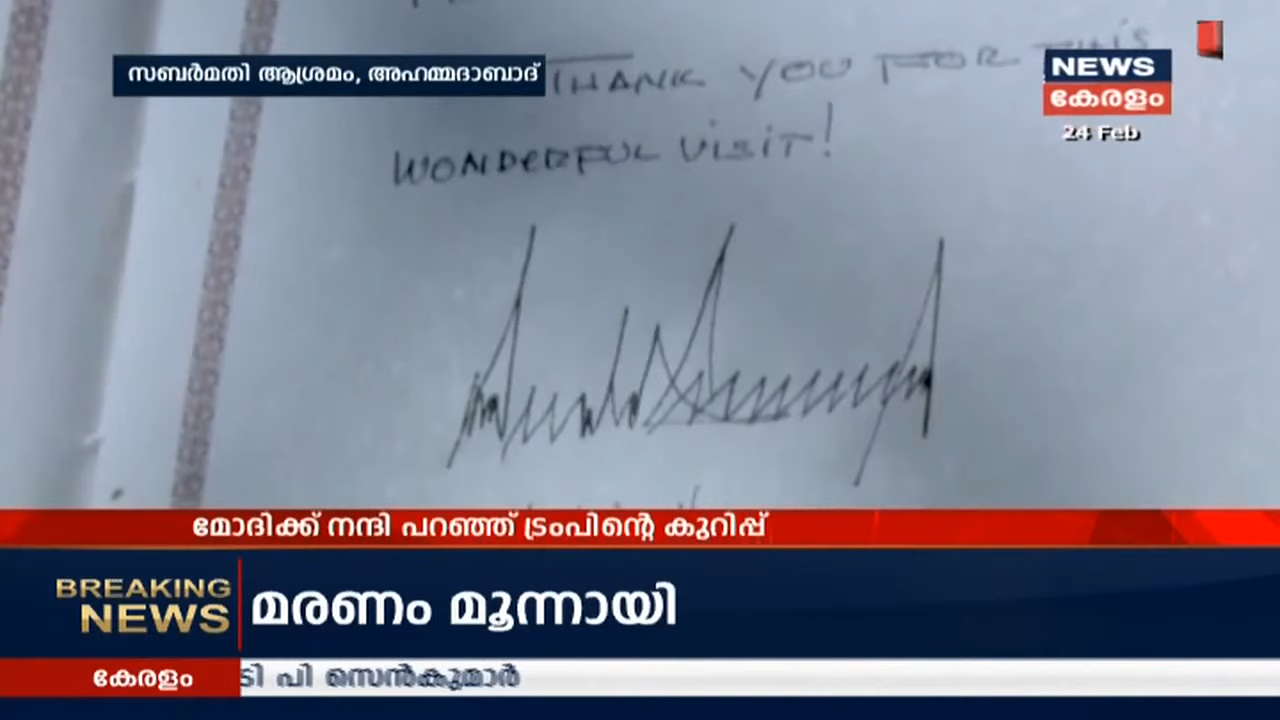 സബർമതി ആശ്രമം, അഹമ്മദാബാദ്
THANK YOU FOR THIS
WONDERFUL VISIT!
NEWS
കേരളം
24 Feb
മോദിക്ക് നന്ദി പറഞ്ഞ് ട്രംപിന്റെ കുറിപ്പ്
BREAKING
NEWS
മരണം മൂന്നായി
കേരളം
ടി പി സെൻകുമാർ